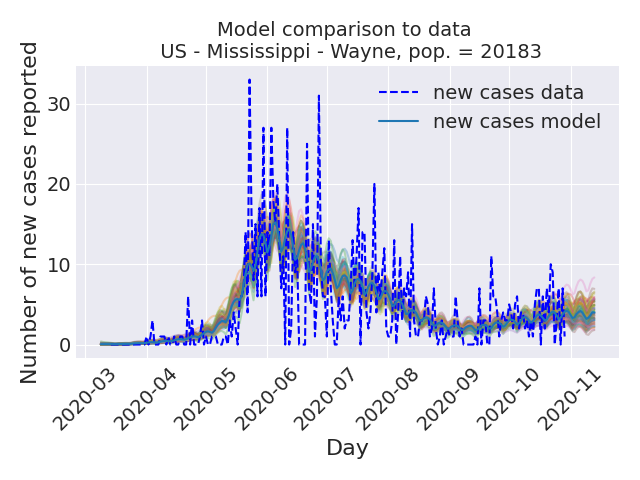 Model comparison to data
US - Mississippi - Wayne, pop. = 20183
Number of new cases reported
30
20
10
0
new cases data
new cases model
2020-03
2020-04
2020-05
2020-06
2020-07
2020-08
2020-09
2020-10
2020-11
Day